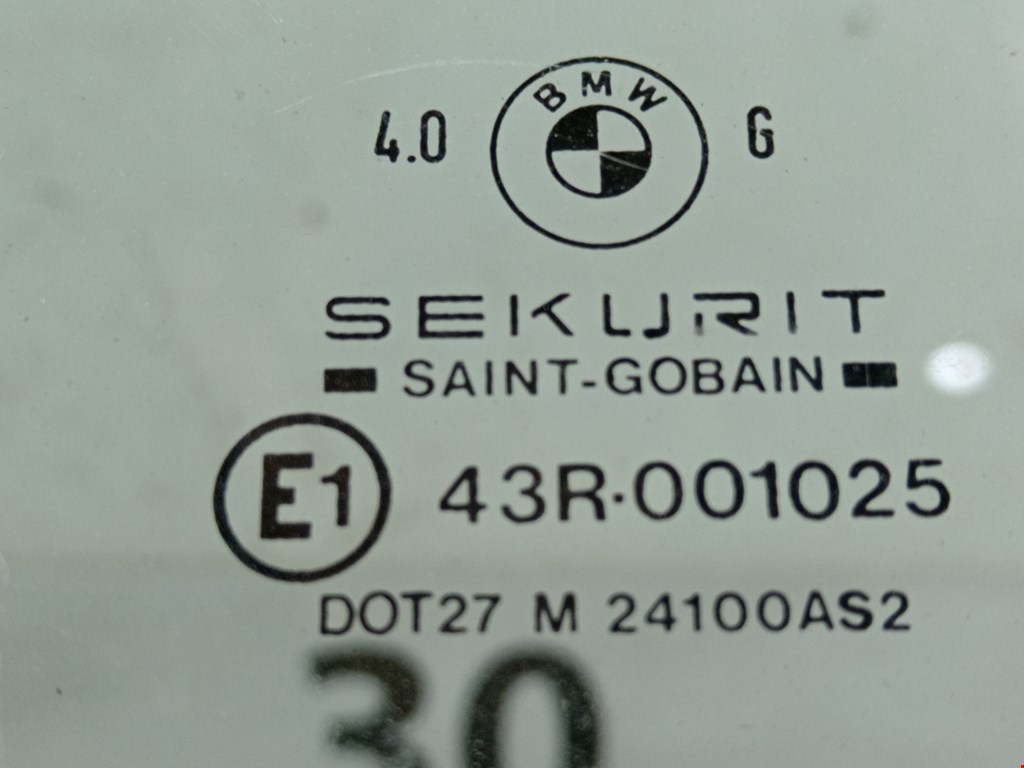 BMW
4.0 G
SEKURIT
SAINT-GOBAIN
E1 43R·001025
DOT27 M 24100AS2
30